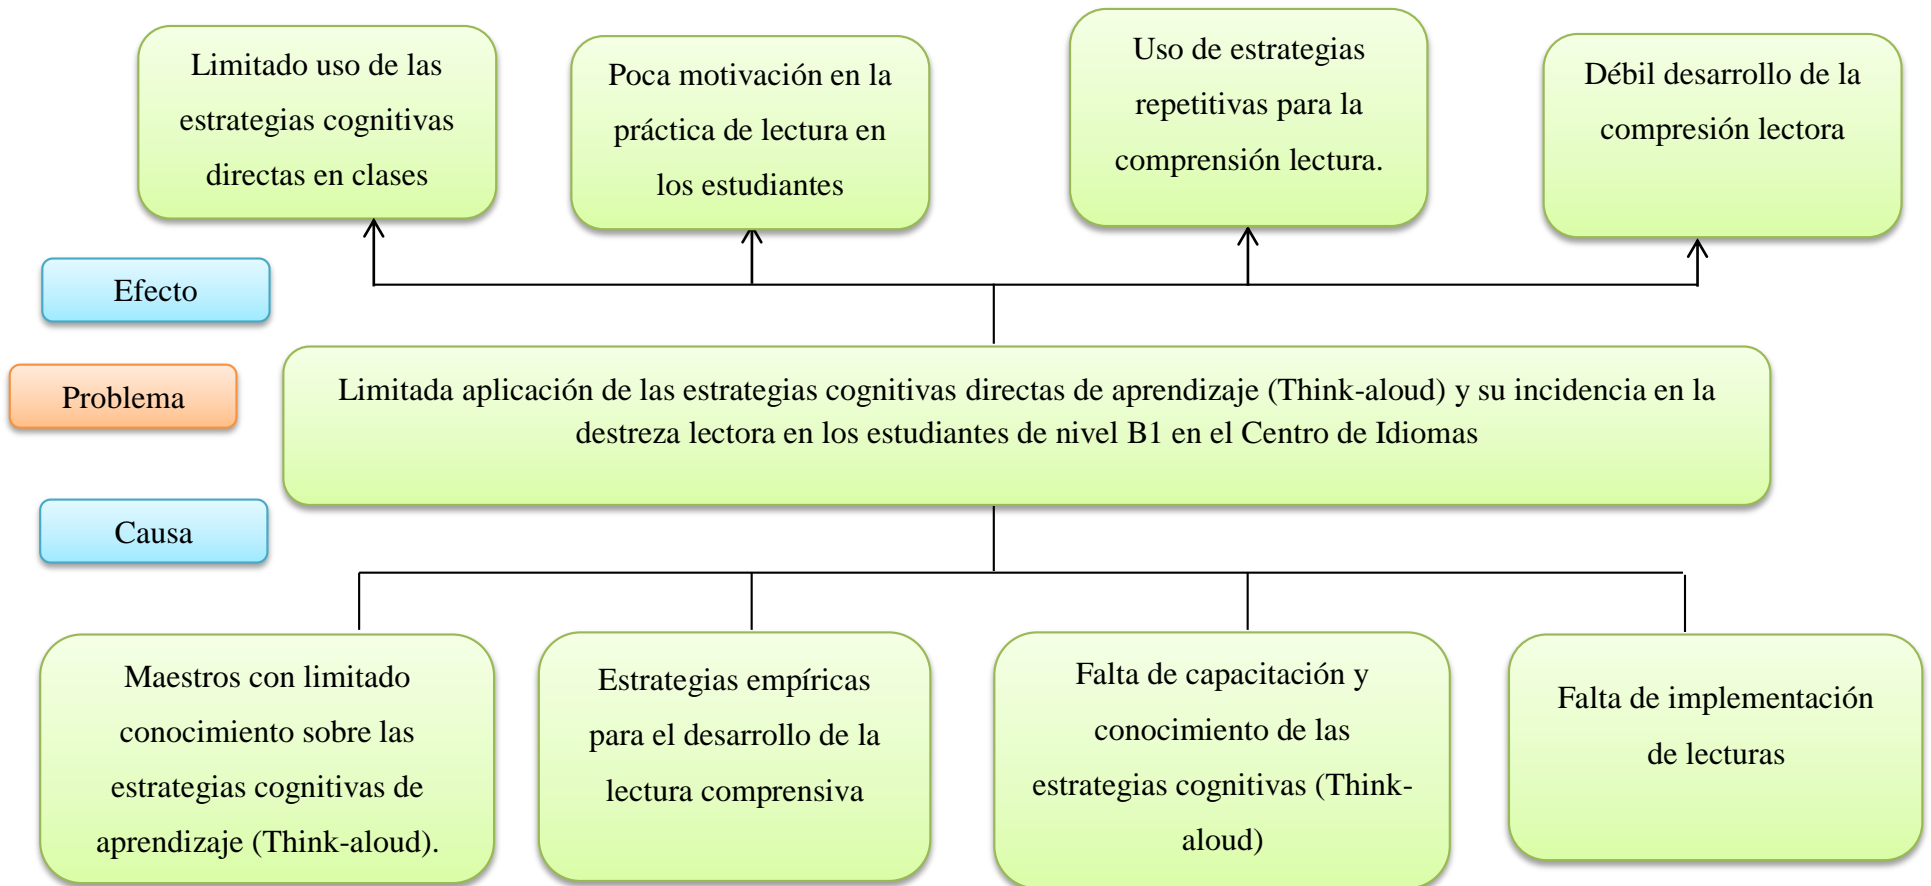 Limitado uso de las
estrategias cognitivas
directas en clases
Poca motivación en la
práctica de lectura en
los estudiantes
Uso de estrategias
repetitivas para la
comprensión lectura.
Débil desarrollo de la
compresión lectora
Efecto
Problema
Limitada aplicación de las estrategias cognitivas directas de aprendizaje (Think-aloud) y su incidencia en la
destreza lectora en los estudiantes de nivel B1 en el Centro de Idiomas
Causa
Maestros con limitado
conocimiento sobre las
estrategias cognitivas de
aprendizaje (Think-aloud).
Estrategias empíricas
para el desarrollo de la
lectura comprensiva
Falta de capacitación y
conocimiento de las
estrategias cognitivas (Think-
aloud)
Falta de implementación
de lecturas